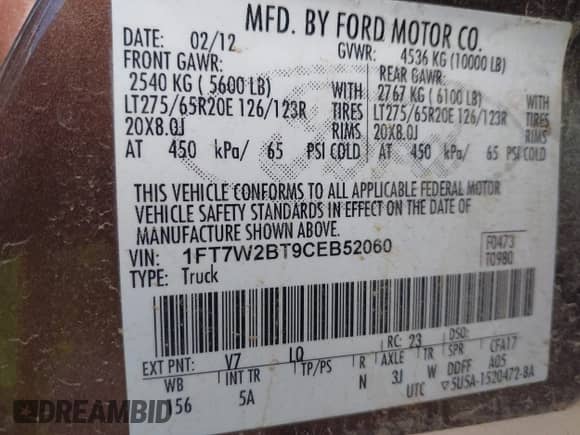 MFD. BY FORD MOTOR CO.
DATE: 02/12 GVWR: 4536 KG (10000 LB)
FRONT GAWR: REAR GAWR:
2540 KG ( 5600 LB) WITH 2767 KG ( 6100 LB) WITH
LT275/65R20E 126/123R TIRES LT275/65R20E 126/123R TIRES
20X8.0J RIMS 20X8.0J RIMS
AT 450 kPa/ 65 PSI COLD AT 450 kPa/ 65 PSI COLD
THIS VEHICLE CONFORMS TO ALL APPLICABLE FEDERAL MOTOR
VEHICLE SAFETY STANDARDS IN EFFECT ON THE DATE OF
MANUFACTURE SHOWN ABOVE.
VIN: 1FT7W2BT9CEB52060 F0473
TYPE: Truck T0980
EXT PNT: V7 LQ RC: 23 DSO:
WB INT TR TP/PS R AXLE TR SPR CFA17
156 5A N 3J W DDFF A05
UTC ▽5U5A-1520472-BA
DREAMBID